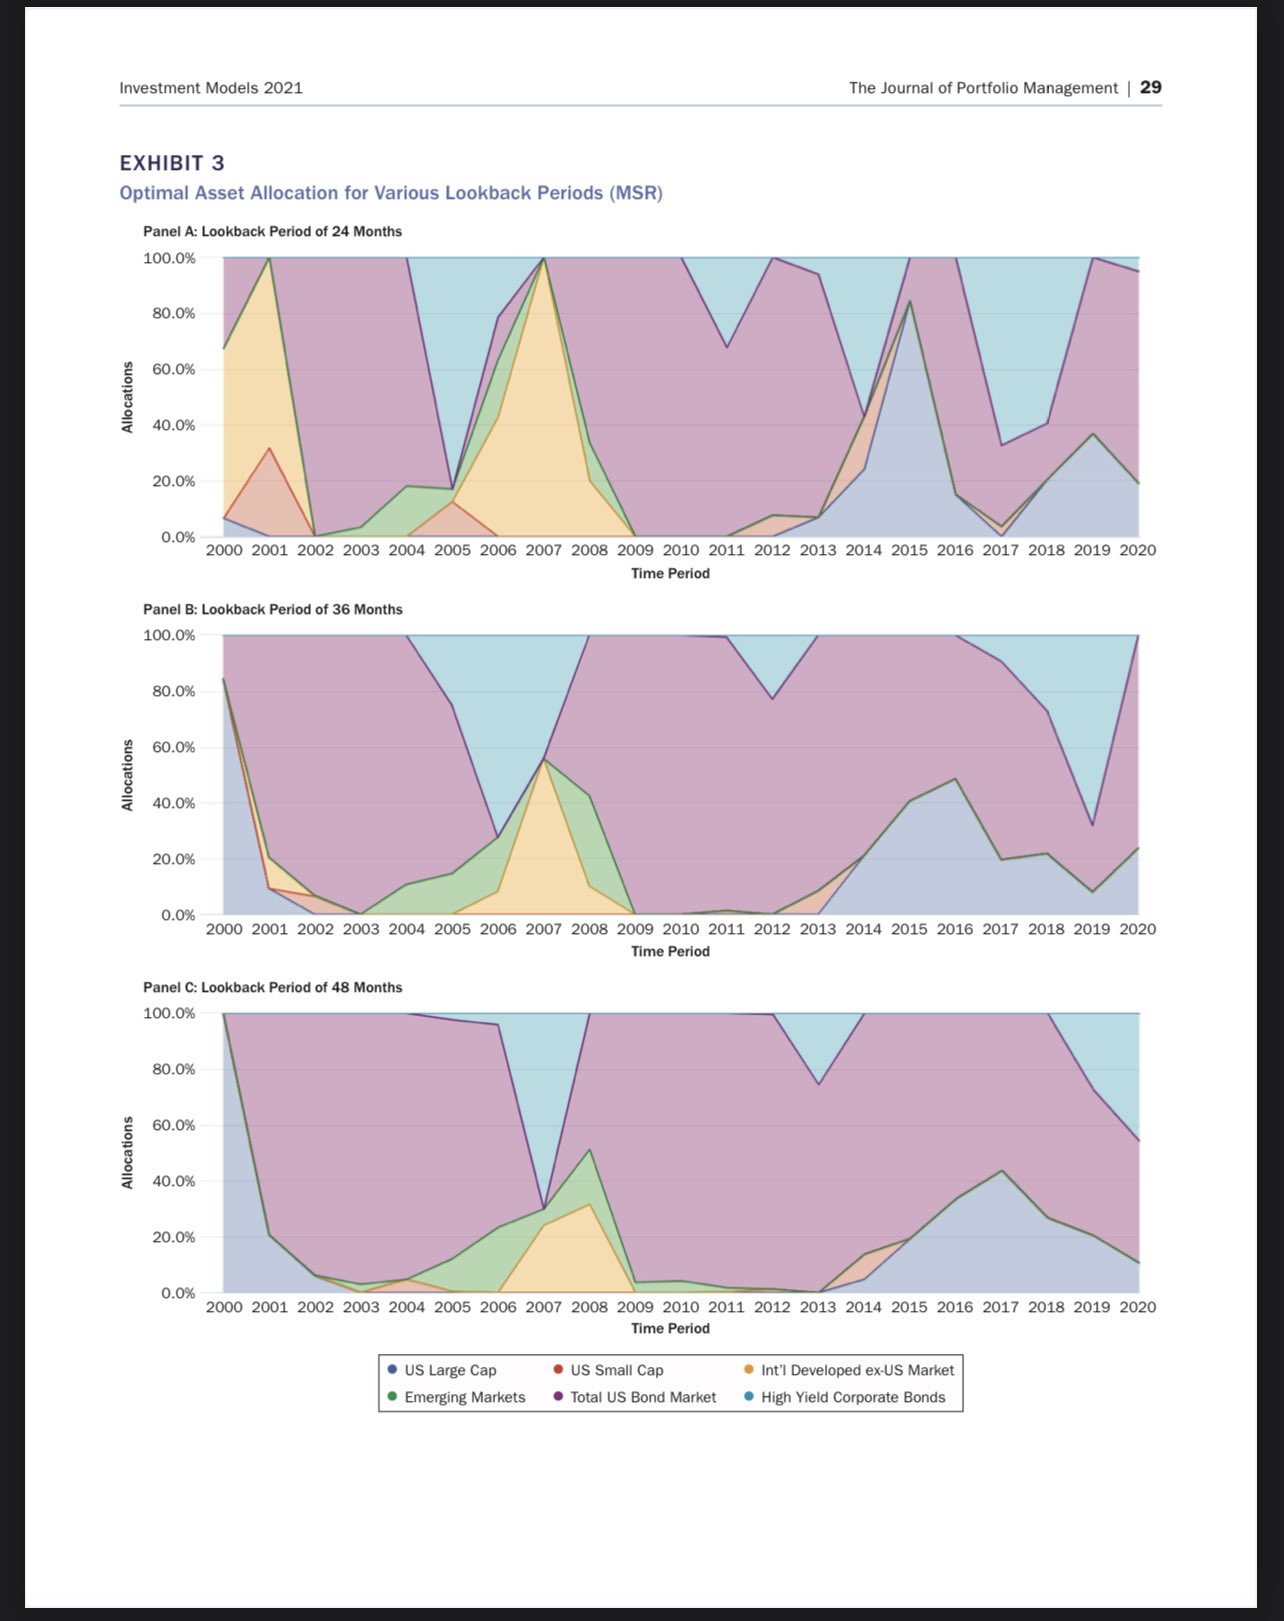 Investment Models 2021
The Journal of Portfolio Management | 29
EXHIBIT 3
Optimal Asset Allocation for Various Lookback Periods (MSR)
Panel A: Lookback Period of 24 Months
100.0%
80.0%
60.0%
40.0%
20.0%
0.0%
Allocations
2000 2001 2002 2003 2004 2005 2006 2007 2008 2009 2010 2011 2012 2013 2014 2015 2016 2017 2018 2019 2020
Time Period
Panel B: Lookback Period of 36 Months
100.0%
80.0%
60.0%
40.0%
20.0%
0.0%
Allocations
2000 2001 2002 2003 2004 2005 2006 2007 2008 2009 2010 2011 2012 2013 2014 2015 2016 2017 2018 2019 2020
Time Period
Panel C: Lookback Period of 48 Months
100.0%
80.0%
60.0%
40.0%
20.0%
0.0%
Allocations
2000 2001 2002 2003 2004 2005 2006 2007 2008 2009 2010 2011 2012 2013 2014 2015 2016 2017 2018 2019 2020
Time Period
US Large Cap US Small Cap Int'l Developed ex-US Market
Emerging Markets Total US Bond Market High Yield Corporate Bonds